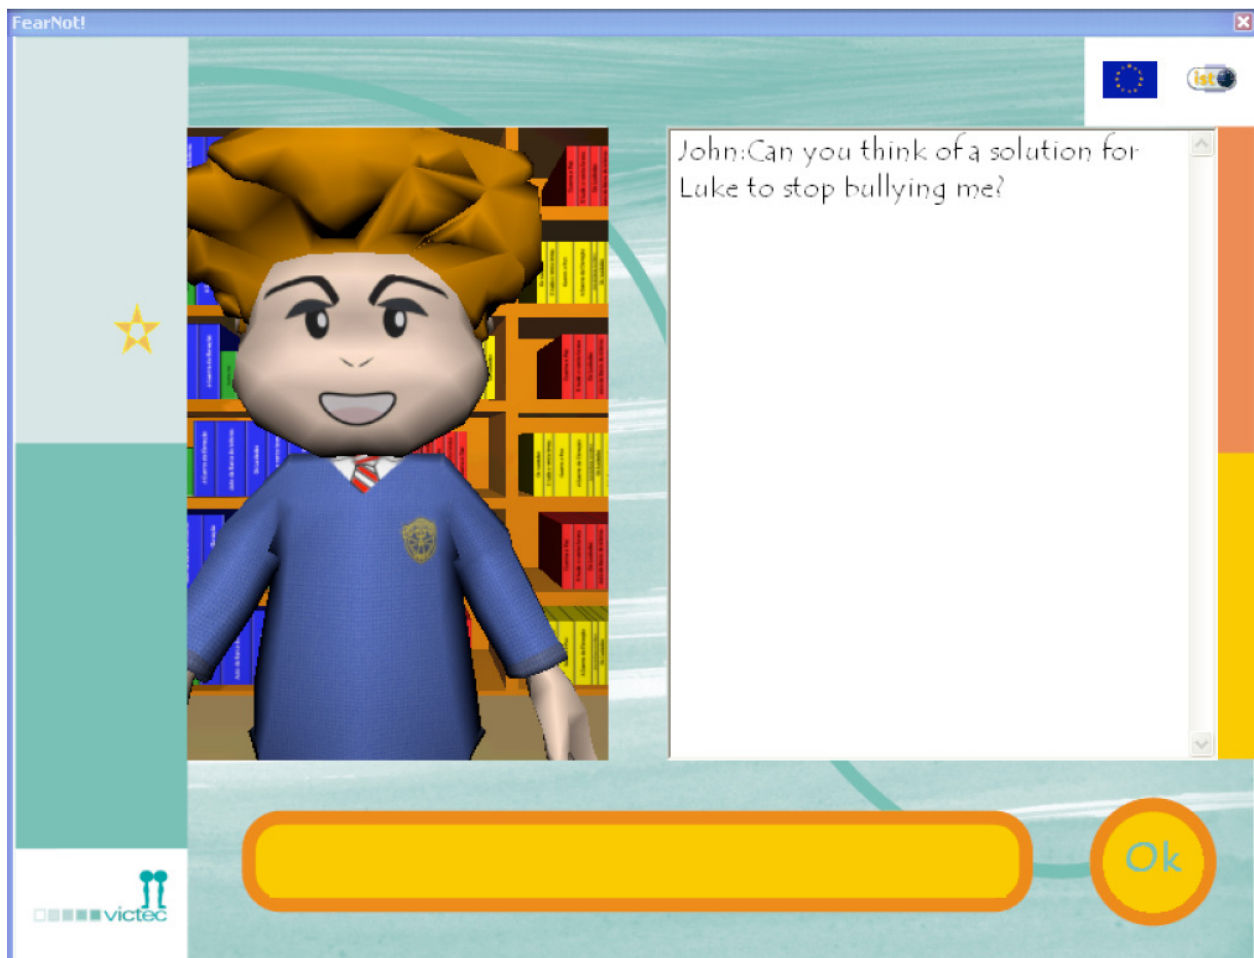 FearNot!
ist
John:Can you think of a solution for
Luke to stop bullying me?
Ok
victec